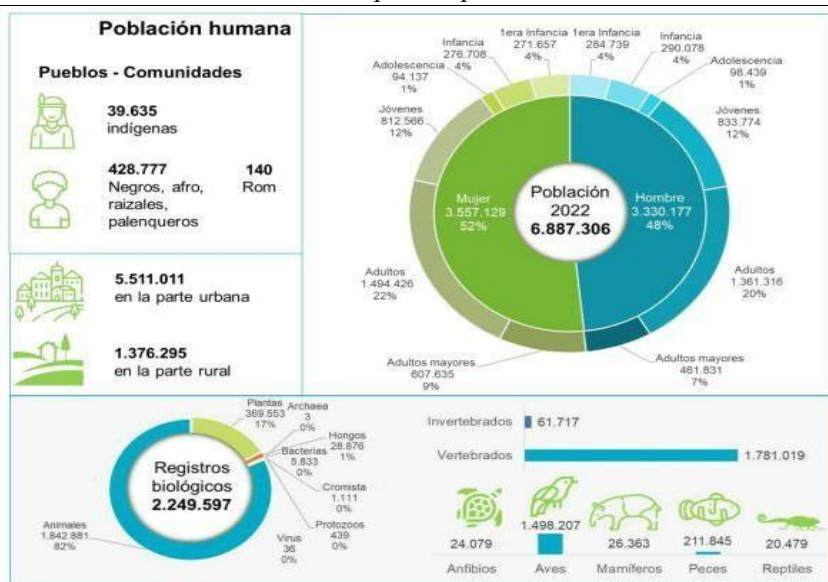 Población humana
Pueblos - Comunidades
39.635
indígenas
428.777
Negros, afro,
raizales,
palenqueros
140
Rom
5.511.011
en la parte urbana
1.376.295
en la parte rural
1era Infancia
271.657
4%
1era Infancia
284.739
4%
Infancia
276.708
4%
Infancia
290.078
4%
Adolescencia
94.137
1%
Adolescencia
98.439
1%
Jóvenes
812.566
12%
Jóvenes
833.774
12%
Mujer
3.557.129
52%
Población
2022
6.887.306
Hombre
3.330.177
48%
Adultos
1.494.426
22%
Adultos
1.361.316
20%
Adultos mayores
607.635
9%
Adultos mayores
461.831
7%
Registros
biológicos
2.249.597
Plantas
369.553
17%
Archaea
3
0%
Hongos
28.876
1%
Bacterias
5.833
0%
Cromista
1.111
0%
Protozoos
439
0%
Virus
36
0%
Animales
1.842.881
82%
Invertebrados
61.717
Vertebrados
1.781.019
24.079
1.498.207
26.363
211.845
20.479
Anfibios
Aves
Mamíferos
Peces
Reptiles